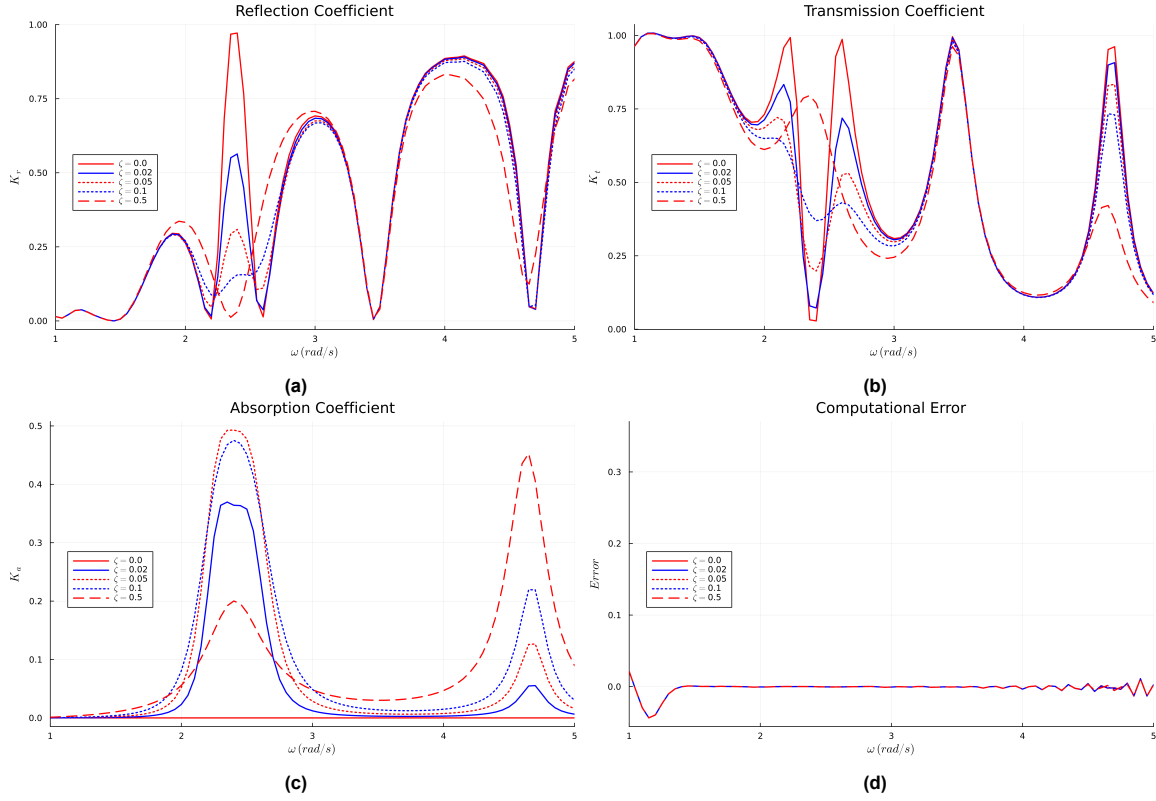 Reflection Coefficient
1.00
0.75
0.50
0.25
0.00
K_r
ζ = 0.0
ζ = 0.02
ζ = 0.05
ζ = 0.1
ζ = 0.5
1 2 3 4 5
ω (rad/s)
(a)
Transmission Coefficient
1.00
0.75
0.50
0.25
0.00
K_t
ζ = 0.0
ζ = 0.02
ζ = 0.05
ζ = 0.1
ζ = 0.5
1 2 3 4 5
ω (rad/s)
(b)
Absorption Coefficient
0.5
0.4
0.3
0.2
0.1
0.0
K_a
ζ = 0.0
ζ = 0.02
ζ = 0.05
ζ = 0.1
ζ = 0.5
1 2 3 4 5
ω (rad/s)
(c)
Computational Error
0.3
0.2
0.1
0.0
Error
ζ = 0.0
ζ = 0.02
ζ = 0.05
ζ = 0.1
ζ = 0.5
1 2 3 4 5
ω (rad/s)
(d)